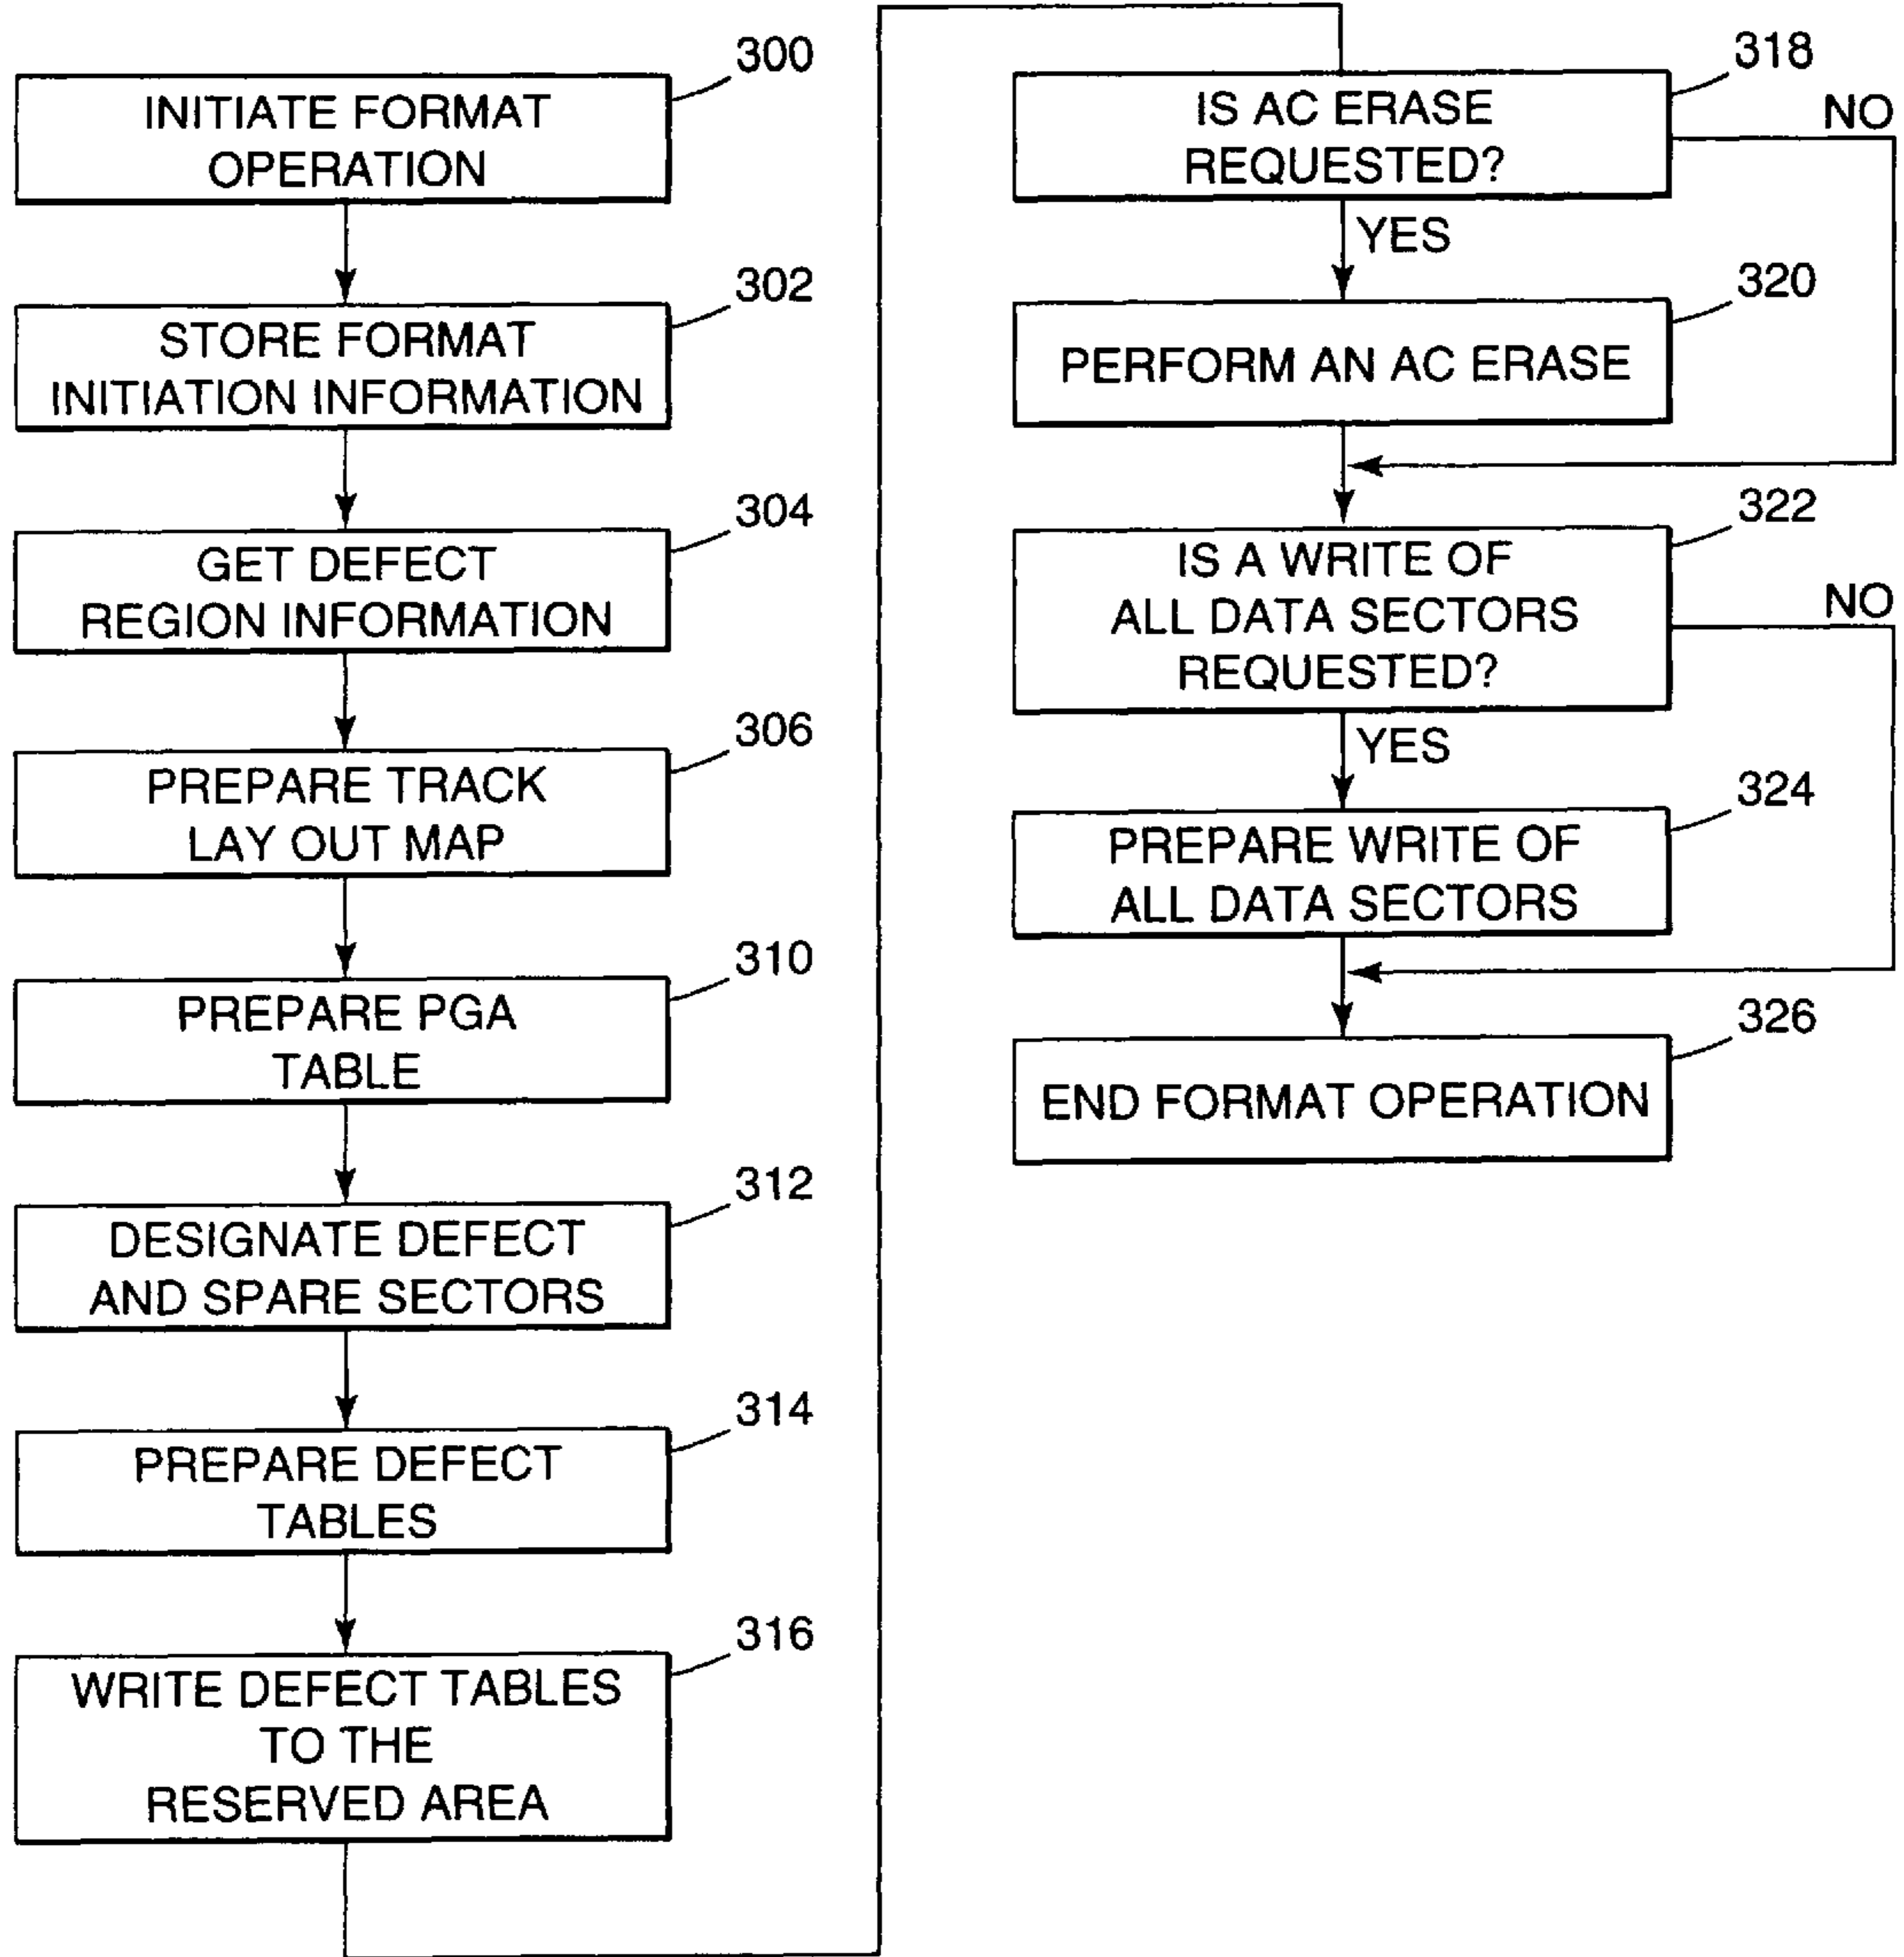 300
INITIATE FORMAT
OPERATION
302
STORE FORMAT
INITIATION INFORMATION
304
GET DEFECT
REGION INFORMATION
306
PREPARE TRACK
LAY OUT MAP
310
PREPARE PGA
TABLE
312
DESIGNATE DEFECT
AND SPARE SECTORS
314
PREPARE DEFECT
TABLES
316
WRITE DEFECT TABLES
TO THE
RESERVED AREA
318
IS AC ERASE
REQUESTED?
NO
YES
320
PERFORM AN AC ERASE
322
IS A WRITE OF
ALL DATA SECTORS
REQUESTED?
NO
YES
324
PREPARE WRITE OF
ALL DATA SECTORS
326
END FORMAT OPERATION